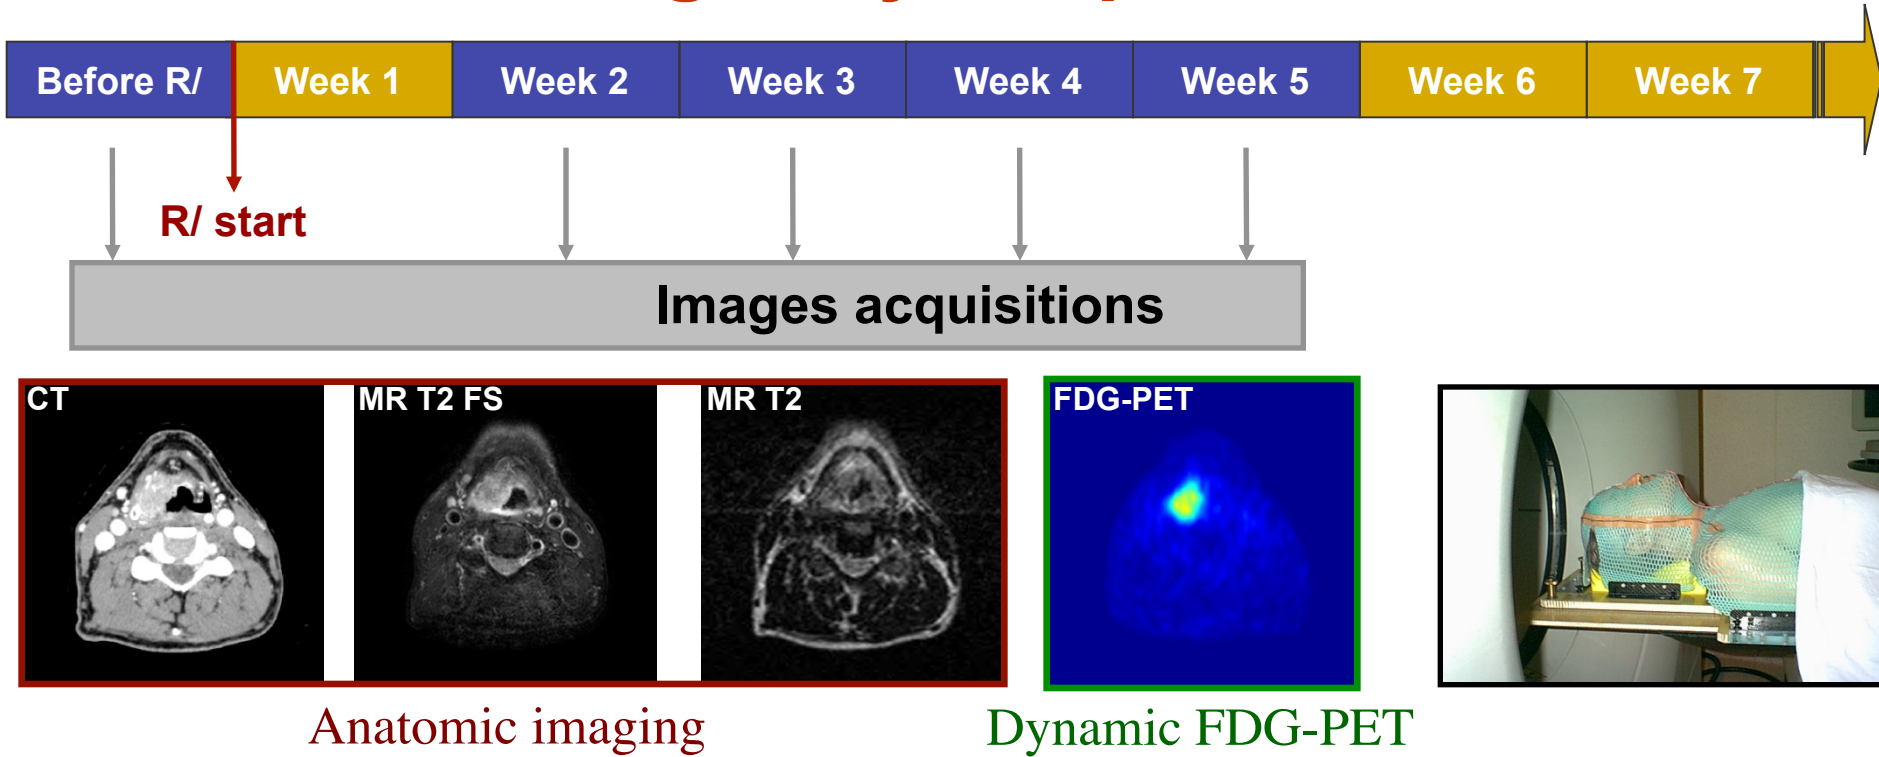 Before R/ Week 1 Week 2 Week 3 Week 4 Week 5 Week 6 Week 7
R/ start
Images acquisitions
CT MR T2 FS MR T2 FDG-PET
Anatomic imaging Dynamic FDG-PET